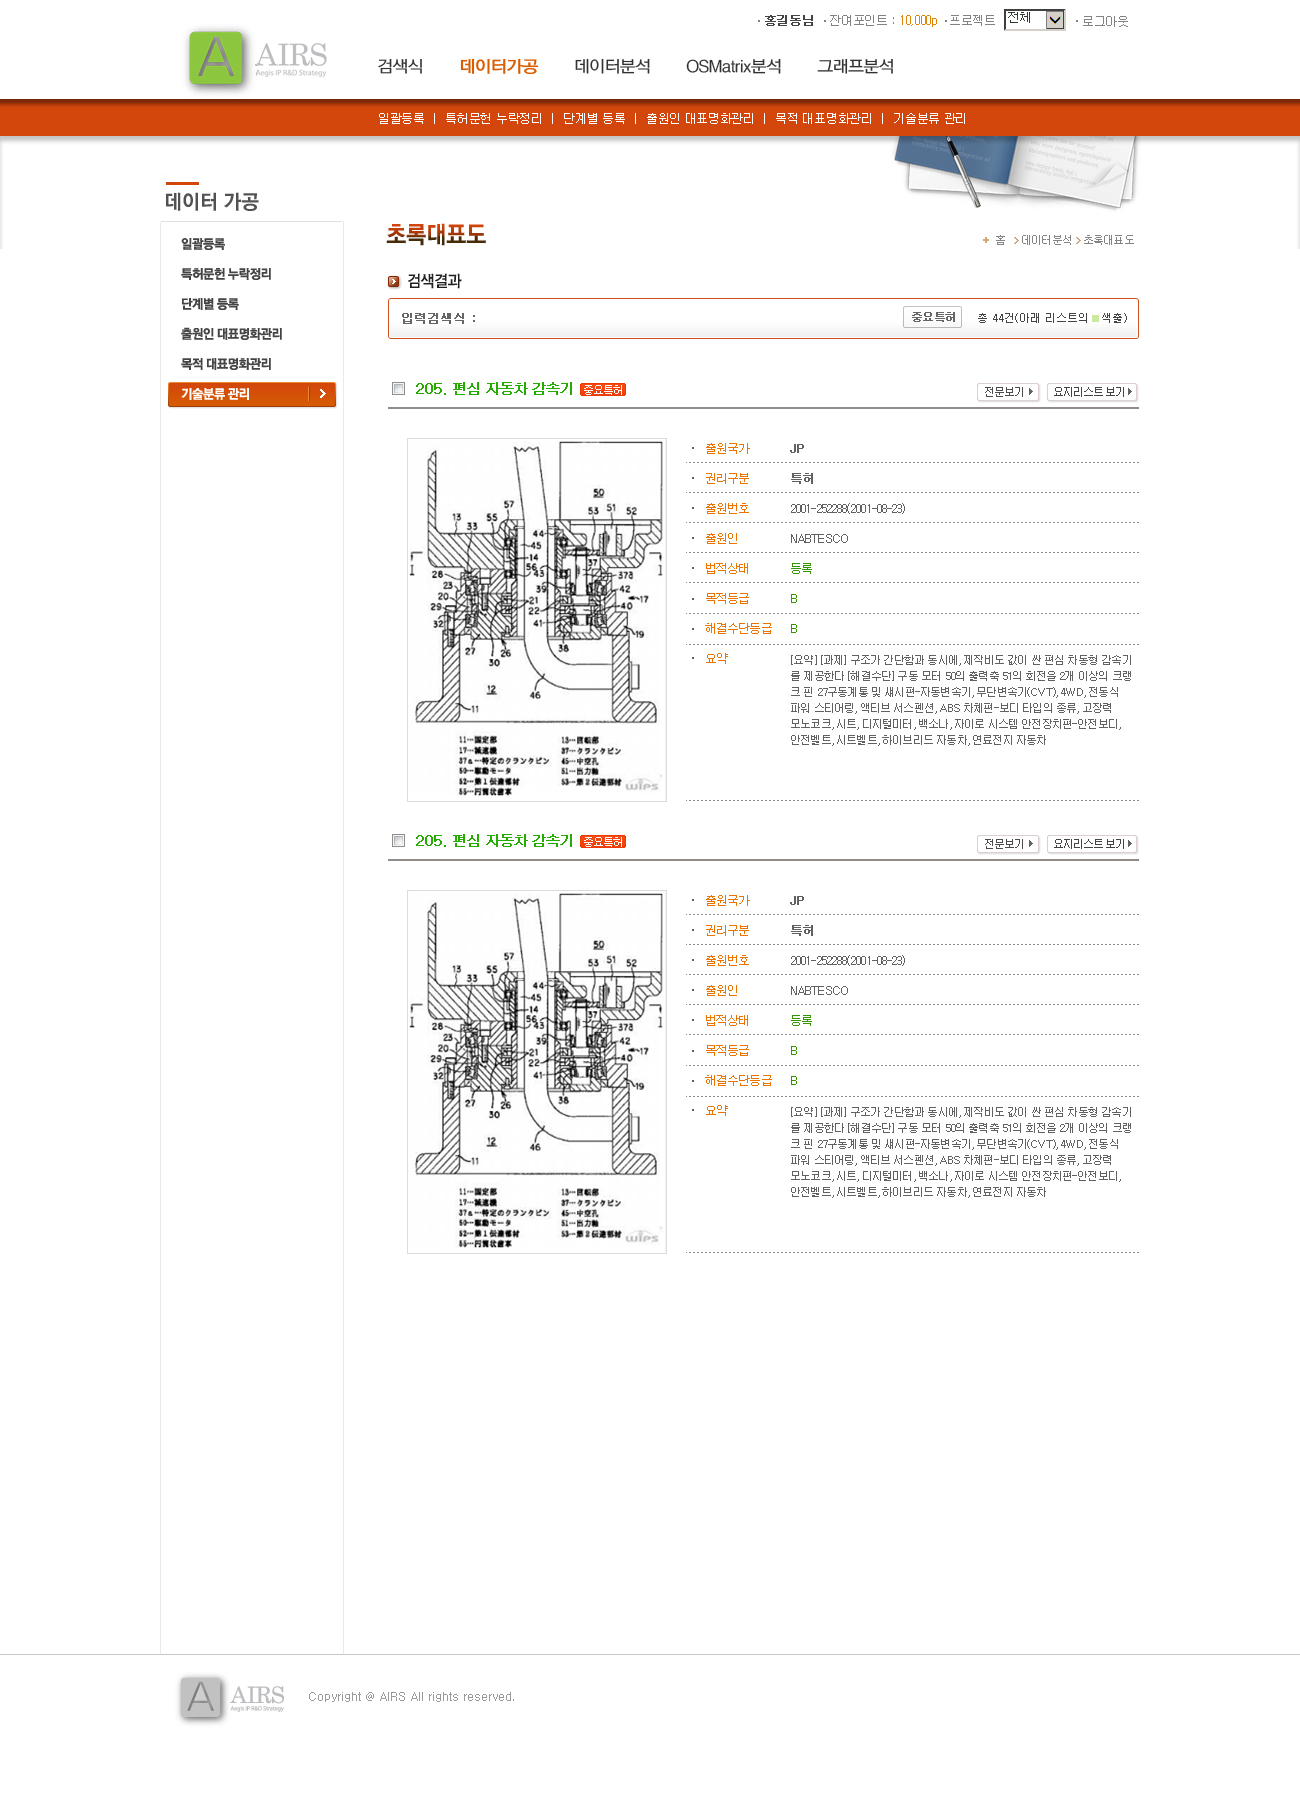 · 홍길동님 · 잔여포인트 : 10,000p · 프로젝트 전체 · 로그아웃
A AIRS
Aegis IP R&D Strategy
검색식 데이터가공 데이터분석 OSMatrix분석 그래프분석
일괄등록 | 특허문헌 누락정리 | 단계별 등록 | 출원인 대표명화관리 | 목적 대표명화관리 | 기술분류 관리
데이터 가공
일괄등록
특허문헌 누락정리
단계별 등록
출원인 대표명화관리
목적 대표명화관리
기술분류 관리
초록대표도
홈 > 데이터분석 > 초록대표도
검색결과
입력검색식 :
중요특허
총 44건(아래 리스트의 색출)
205. 편심 자동차 감속기 중요특허
전문보기 요지리스트 보기
50
57 53 51 52
13 55
33
44
45
14 37
56
28 43 37a
23 39 42
20 21 17
29 22 40
32 41 19
27 26 38
30
12 46
11
11…固定部 13…回転部
17…減速機 37…クランクピン
37a…特定のクランクピン 45…中空孔
50…駆動モータ 51…出力軸
52…第1伝達部材 53…第2伝達部材
55…円筒状歯車
WIPS
· 출원국가 JP
· 권리구분 특허
· 출원번호 2001-252288(2001-08-23)
· 출원인 NABTESCO
· 법적상태 등록
· 목적등급 B
· 해결수단등급 B
· 요약 [요약] [과제] 구조가 간단함과 동시에, 제작비도 값이 싼 편심 차동형 감속기
를 제공한다 [해결수단] 구동 모터 50의 출력축 51의 회전을 2개 이상의 크랭
크 핀 27구동계통 및 섀시편-자동변속기, 무단변속기(CVT), 4WD, 전동식
파워 스티어링, 액티브 서스펜션, ABS 차체편-보디 타입의 종류, 고장력
모노코크, 시트, 디지털미터, 백소나, 자이로 시스템 안전장치편-안전보디,
안전벨트, 시트벨트, 하이브리드 자동차, 연료전지 자동차
205. 편심 자동차 감속기 중요특허
전문보기 요지리스트 보기
50
57 53 51 52
13 55
33
44
45
14 37
56
28 43 37a
23 39 42
20 21 17
29 22 40
32 41 19
27 26 38
30
12 46
11
11…固定部 13…回転部
17…減速機 37…クランクピン
37a…特定のクランクピン 45…中空孔
50…駆動モータ 51…出力軸
52…第1伝達部材 53…第2伝達部材
55…円筒状歯車
WIPS
· 출원국가 JP
· 권리구분 특허
· 출원번호 2001-252288(2001-08-23)
· 출원인 NABTESCO
· 법적상태 등록
· 목적등급 B
· 해결수단등급 B
· 요약 [요약] [과제] 구조가 간단함과 동시에, 제작비도 값이 싼 편심 차동형 감속기
를 제공한다 [해결수단] 구동 모터 50의 출력축 51의 회전을 2개 이상의 크랭
크 핀 27구동계통 및 섀시편-자동변속기, 무단변속기(CVT), 4WD, 전동식
파워 스티어링, 액티브 서스펜션, ABS 차체편-보디 타입의 종류, 고장력
모노코크, 시트, 디지털미터, 백소나, 자이로 시스템 안전장치편-안전보디,
안전벨트, 시트벨트, 하이브리드 자동차, 연료전지 자동차
A AIRS
Aegis IP R&D Strategy
Copyright @ AIRS All rights reserved.